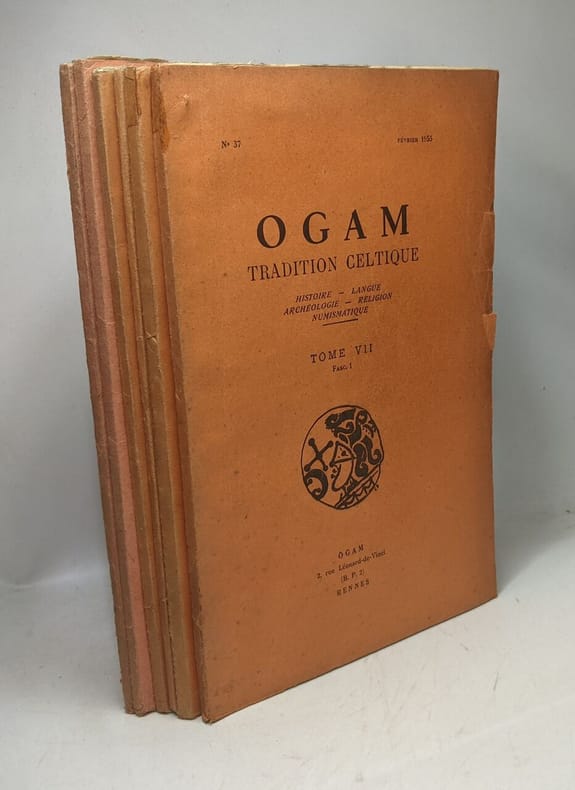 N° 37 FÉVRIER 1955
OGAM
TRADITION CELTIQUE
HISTOIRE — LANGUE
ARCHEOLOGIE — RELIGION
NUMISMATIQUE
TOME VII
Fasc. 1
OGAM
2, rue Léonard-de-Vinci
(B. P. 2)
RENNES